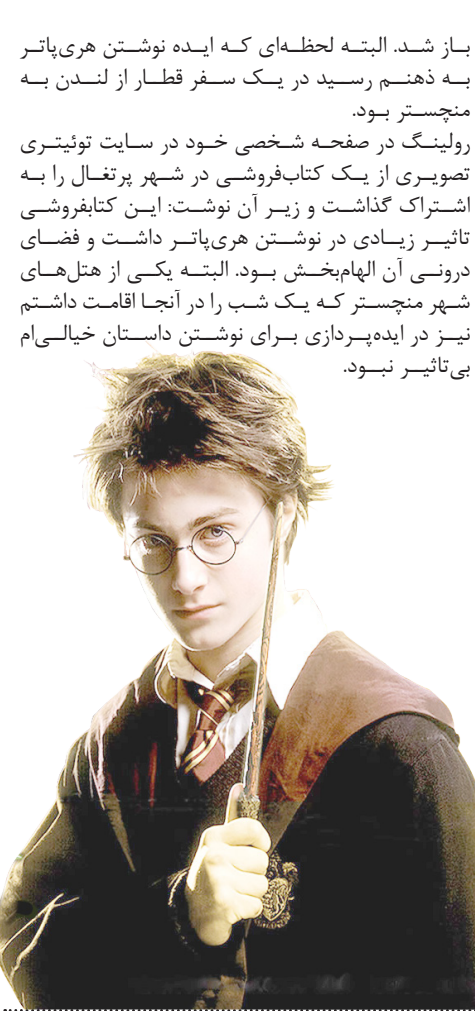 باز شد. البته لحظه‌ای که ایده نوشتن هری‌پاتر
به ذهنم رسید در یک سفر قطار از لندن به
منچستر بود.
رولینگ در صفحه شخصی خود در سایت توئیتری
تصویری از یک کتاب‌فروشی در شهر پرتغال را به
اشتراک گذاشت و زیر آن نوشت: این کتابفروشی
تاثیر زیادی در نوشتن هری‌پاتر داشت و فضای
درونی آن الهام‌بخش بود. البته یکی از هتل‌های
شهر منچستر که یک شب را در آنجا اقامت داشتم
نیز در ایده‌پردازی برای نوشتن داستان خیالی‌ام
بی‌تاثیر نبود.